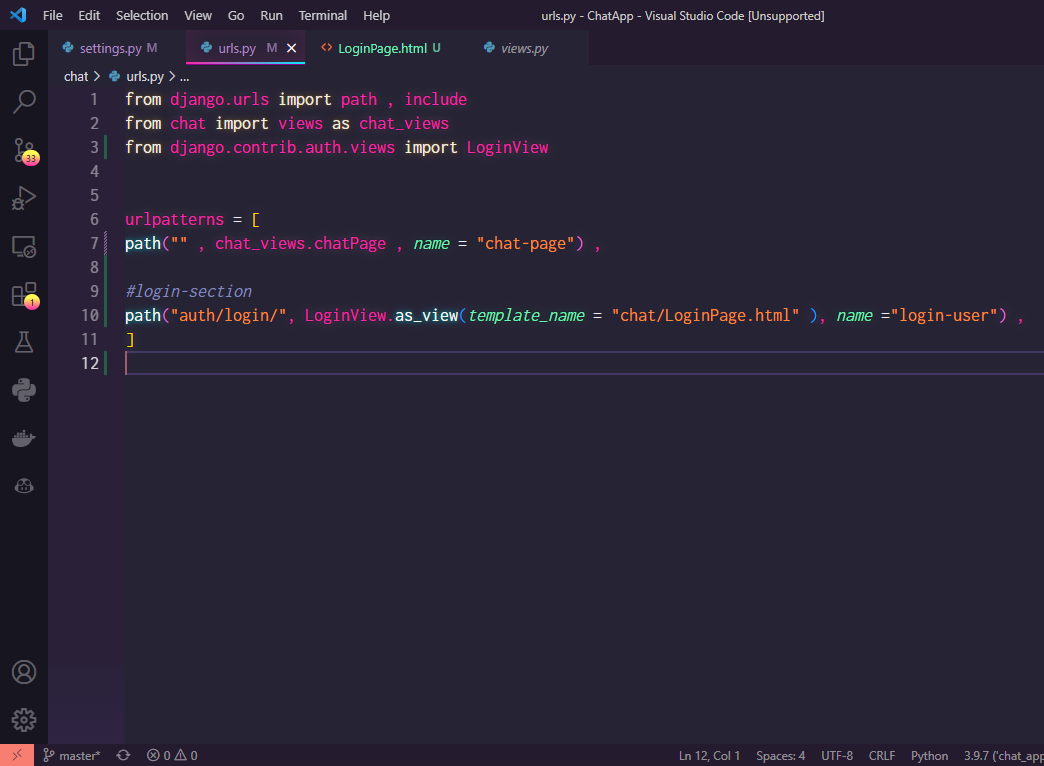 File Edit Selection View Go Run Terminal Help urls.py - ChatApp - Visual Studio Code [Unsupported]
settings.py M urls.py M LoginPage.html U views.py
chat > urls.py > ...
1 from django.urls import path , include
2 from chat import views as chat_views
3 from django.contrib.auth.views import LoginView
4
5
6 urlpatterns = [
7 path("" , chat_views.chatPage , name = "chat-page") ,
8
9 #login-section
10 path("auth/login/", LoginView.as_view(template_name = "chat/LoginPage.html" ), name ="login-user") ,
11 ]
12
33
1
master* 0 0 Ln 12, Col 1 Spaces: 4 UTF-8 CRLF Python 3.9.7 ('chat_app